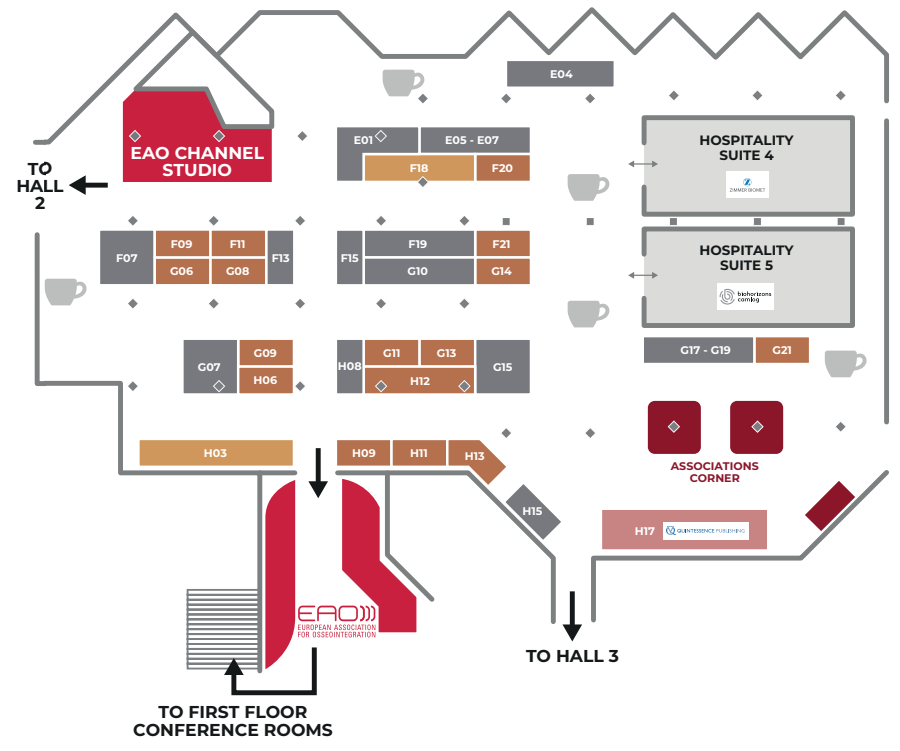 E04
E01
E05 - E07
HOSPITALITY
SUITE 4
EAO CHANNEL
STUDIO
F18
F20
TO
HALL
2
ZIMMER BIOMET
F07
F09
F11
F13
F15
F19
F21
G06
G08
G10
G14
HOSPITALITY
SUITE 5
biohorizons
camlog
G07
G09
H06
H08
G11
G13
H12
G15
G17 - G19
G21
H03
H09
H11
H13
ASSOCIATIONS
CORNER
H15
H17
QUINTESSENCE PUBLISHING
EAO
EUROPEAN ASSOCIATION
FOR OSSEOINTEGRATION
TO HALL 3
TO FIRST FLOOR
CONFERENCE ROOMS